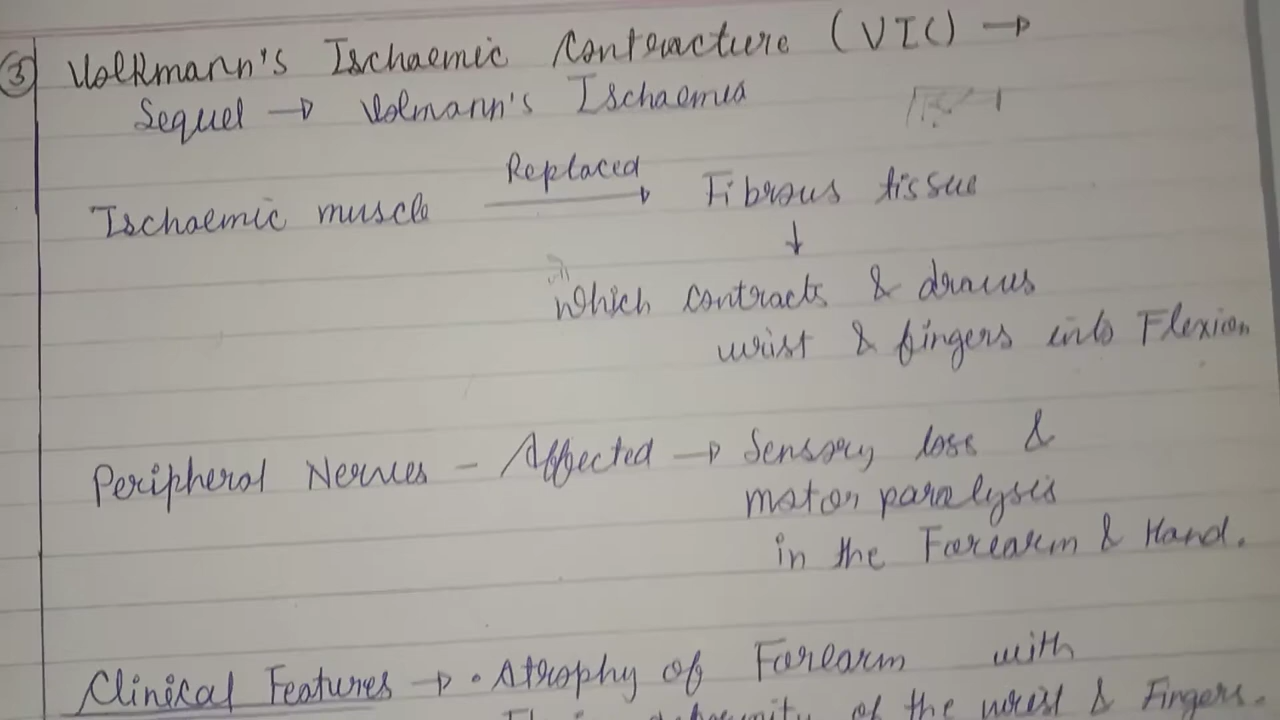 ③ Volkmann's Ischaemic Contracture (VIC) →
Sequel → Volmann's Ischaemia
Replaced
Ischaemic muscle → Fibrous tissue
↓
which contracts & draws
wrist & fingers into Flexion
Peripheral Nerves - Affected → Sensory loss &
motor paralysis
in the Forearm & Hand.
Clinical Features → • Atrophy of Forearm with
of the wrist & Fingers.